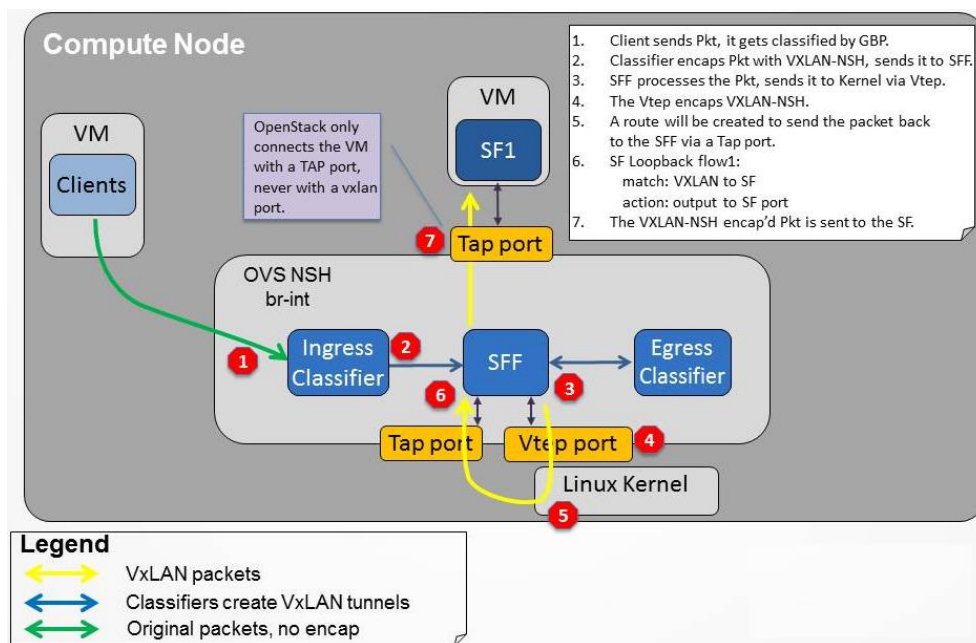 Compute Node
1. Client sends Pkt, it gets classified by GBP.
2. Classifier encaps Pkt with VXLAN-NSH, sends it to SFF.
3. SFF processes the Pkt, sends it to Kernel via Vtep.
4. The Vtep encaps VXLAN-NSH.
5. A route will be created to send the packet back
to the SFF via a Tap port.
6. SF Loopback flow1:
match: VXLAN to SF
action: output to SF port
7. The VXLAN-NSH encap'd Pkt is sent to the SF.
VM
Clients
OpenStack only
connects the VM
with a TAP port,
never with a vxlan
port.
VM
SF1
7
Tap port
OVS NSH
br-int
1
Ingress
Classifier
2
SFF
6
3
Egress
Classifier
Tap port
Vtep port
4
Linux Kernel
5
Legend
VxLAN packets
Classifiers create VxLAN tunnels
Original packets, no encap